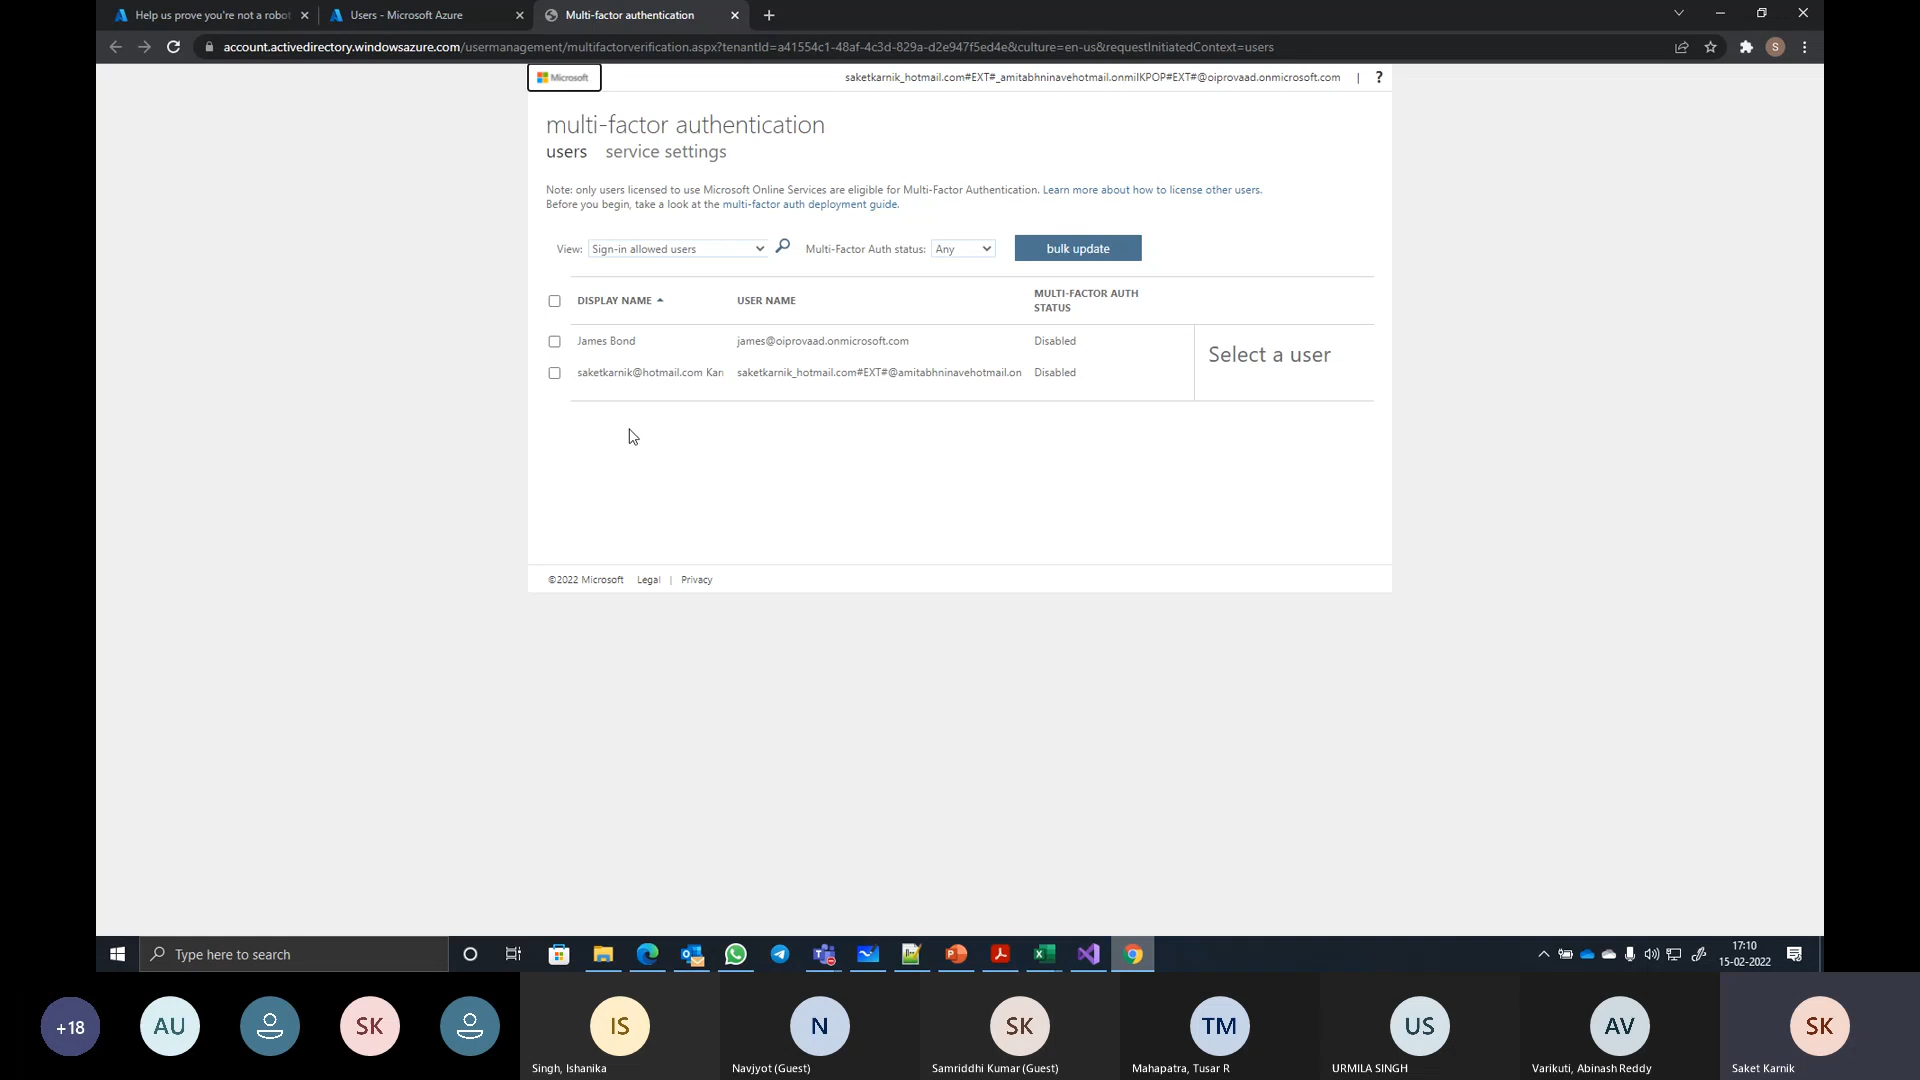 Help us prove you're not a robot
Users - Microsoft Azure
Multi-factor authentication
account.activedirectory.windowsazure.com/usermanagement/multifactorverification.aspx?tenantId=a41554c1-48af-4c3d-829a-d2e947f5ed4e&culture=en-us&requestInitiatedContext=users
S
Microsoft
saketkarnik_hotmail.com#EXT#_amitabhninavehotmail.onmilKPOP#EXT#@oiprovaad.onmicrosoft.com | ?
multi-factor authentication
users service settings
Note: only users licensed to use Microsoft Online Services are eligible for Multi-Factor Authentication. Learn more about how to license other users.
Before you begin, take a look at the multi-factor auth deployment guide.
View: Sign-in allowed users Multi-Factor Auth status: Any bulk update
DISPLAY NAME USER NAME MULTI-FACTOR AUTH
STATUS
James Bond james@oiprovaad.onmicrosoft.com Disabled
Select a user
saketkarnik@hotmail.com Kar saketkarnik_hotmail.com#EXT#@amitabhninavehotmail.on Disabled
©2022 Microsoft Legal | Privacy
Type here to search
17:10
15-02-2022
+18 AU SK IS N SK TM US AV SK
Singh, Ishanika Navjyot (Guest) Samriddhi Kumar (Guest) Mahapatra, Tusar R URMILA SINGH Varikuti, Abinash Reddy Saket Karnik